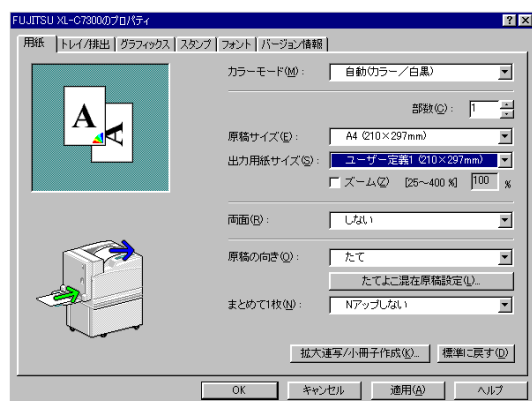 FUJITSU XL-C7300のプロパティ
用紙 トレイ/排出 グラフィックス スタンプ フォント バージョン情報
カラーモード(M): 自動(カラー/白黒)
部数(C): 1
原稿サイズ(E): A4 (210×297mm)
出力用紙サイズ(S): ユーザー定義1 (210×297mm)
ズーム(Z) [25~400 %] 100 %
両面(R): しない
原稿の向き(O): たて
たてよこ混在原稿設定(L)...
まとめて1枚(N): Nアップしない
拡大連写/小冊子作成(K)... 標準に戻す(D)
OK キャンセル 適用(A) ヘルプ
A
A